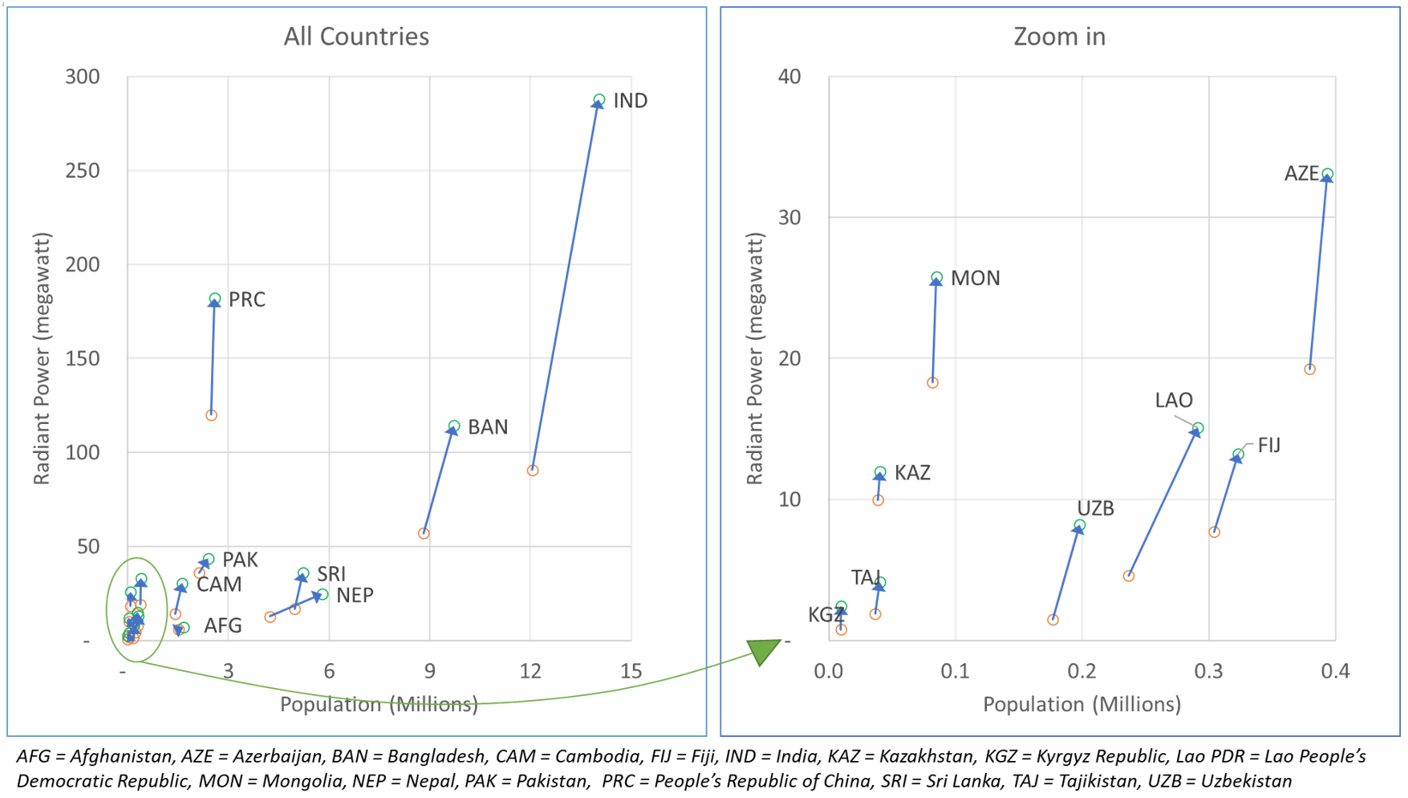 All Countries
300
250
200
150
100
50
-
Radiant Power (megawatt)
IND
PRC
BAN
PAK
CAM
SRI
NEP
AFG
- 3 6 9 12 15
Population (Millions)
Zoom in
40
30
20
10
-
Radiant Power (megawatt)
AZE
MON
LAO
FIJ
KAZ
UZB
TAJ
KGZ
0.0 0.1 0.2 0.3 0.4
Population (Millions)
AFG = Afghanistan, AZE = Azerbaijan, BAN = Bangladesh, CAM = Cambodia, FIJ = Fiji, IND = India, KAZ = Kazakhstan, KGZ = Kyrgyz Republic, Lao PDR = Lao People’s
Democratic Republic, MON = Mongolia, NEP = Nepal, PAK = Pakistan, PRC = People’s Republic of China, SRI = Sri Lanka, TAJ = Tajikistan, UZB = Uzbekistan